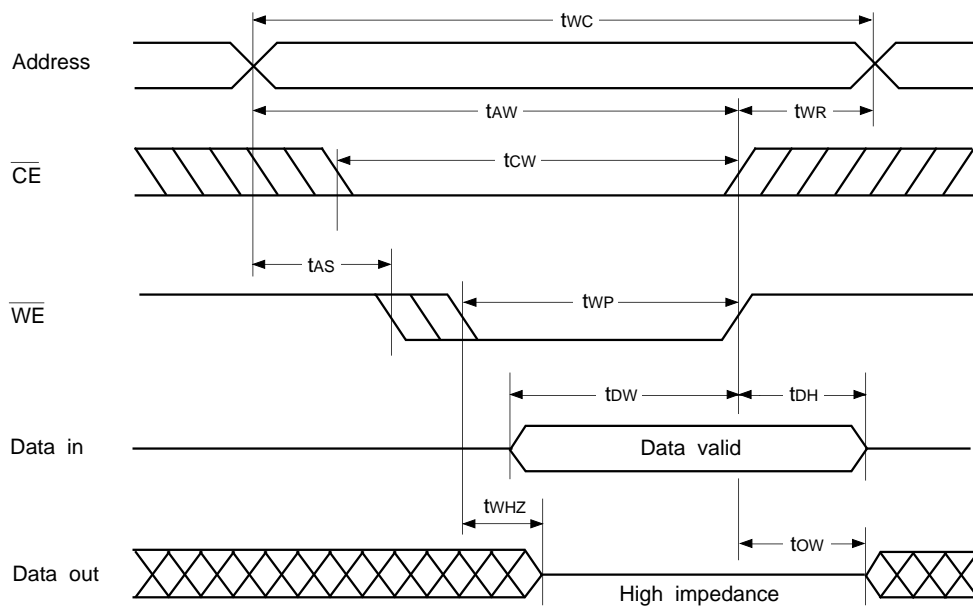 tWC
Address
tAW
tWR
CE
tCW
tAS
WE
tWP
tDW
tDH
Data in
Data valid
tWHZ
tOW
Data out
High impedance